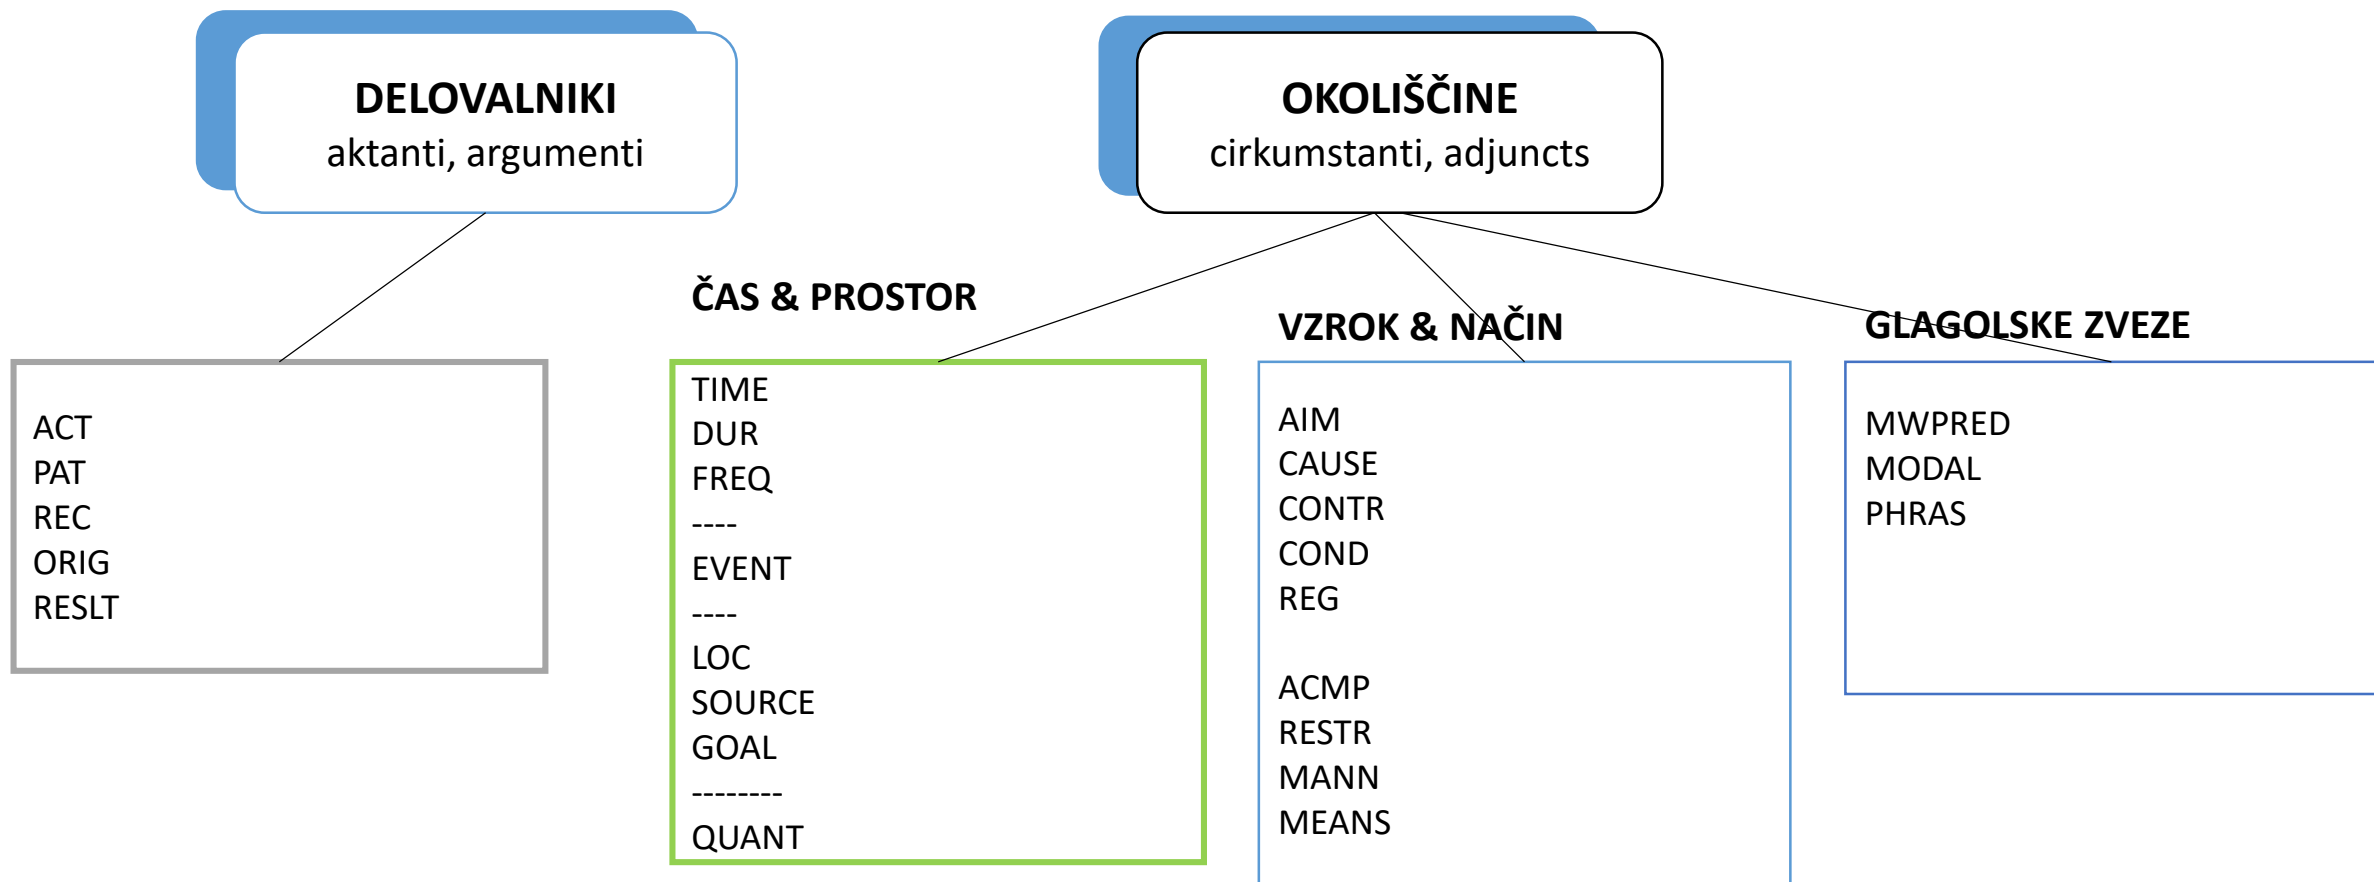 DELOVALNIKI
aktanti, argumenti
OKOLIŠČINE
cirkumstanti, adjuncts
ČAS & PROSTOR
VZROK & NAČIN
GLAGOLSKE ZVEZE
ACT
PAT
REC
ORIG
RESLT
TIME
DUR
FREQ
----
EVENT
----
LOC
SOURCE
GOAL
--------
QUANT
AIM
CAUSE
CONTR
COND
REG
ACMP
RESTR
MANN
MEANS
MWPRED
MODAL
PHRAS